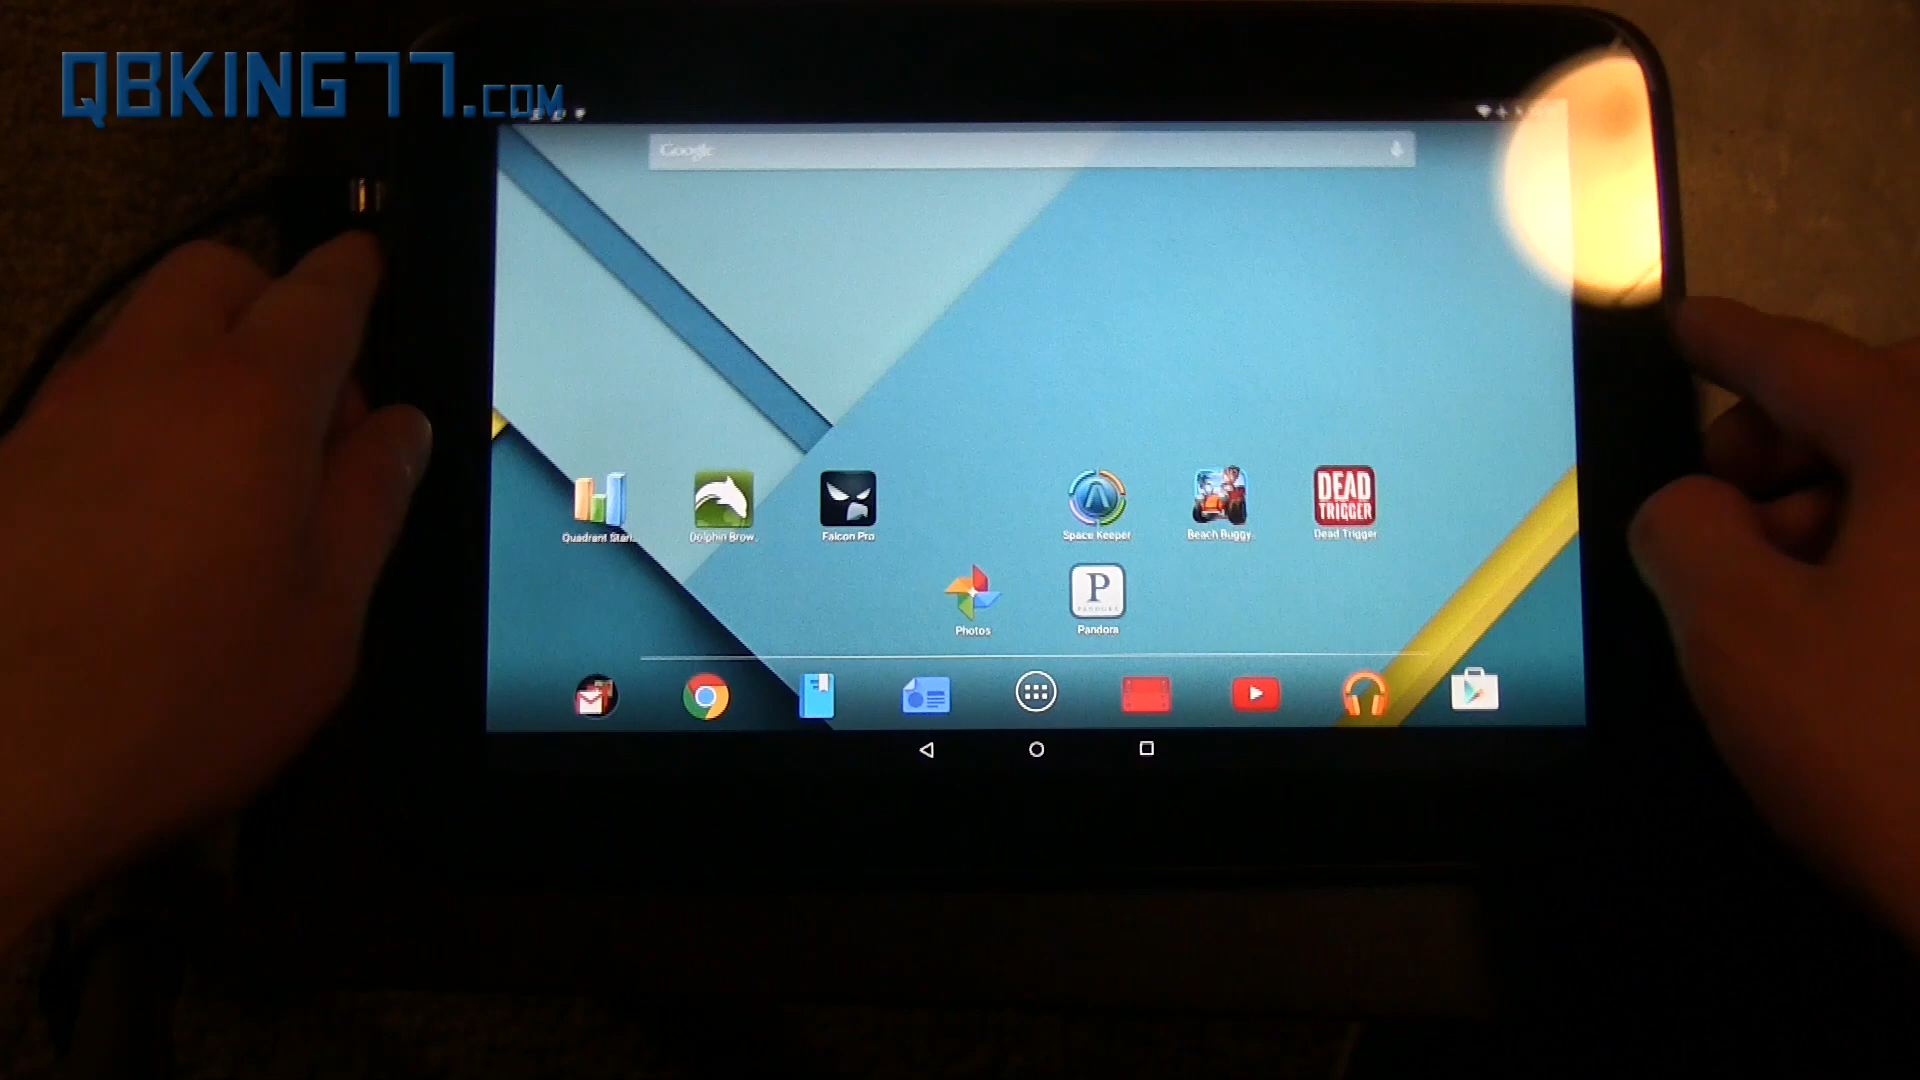 QBKING77.COM
Google
Quadrant Stan..
Dolphin Brow..
Falcon Pro
Space Keeper
Beach Buggy..
DEAD
TRIGGER
Dead Trigger
P
PANDORA
Photos
Pandora